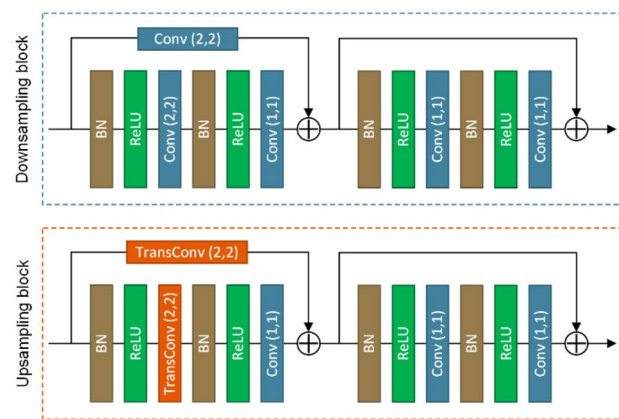 Downsampling block
Conv (2,2)
BN
ReLU
Conv (2,2)
BN
ReLU
Conv (1,1)
BN
ReLU
Conv (1,1)
BN
ReLU
Conv (1,1)
Upsampling block
TransConv (2,2)
BN
ReLU
TransConv (2,2)
BN
ReLU
Conv (1,1)
BN
ReLU
Conv (1,1)
BN
ReLU
Conv (1,1)